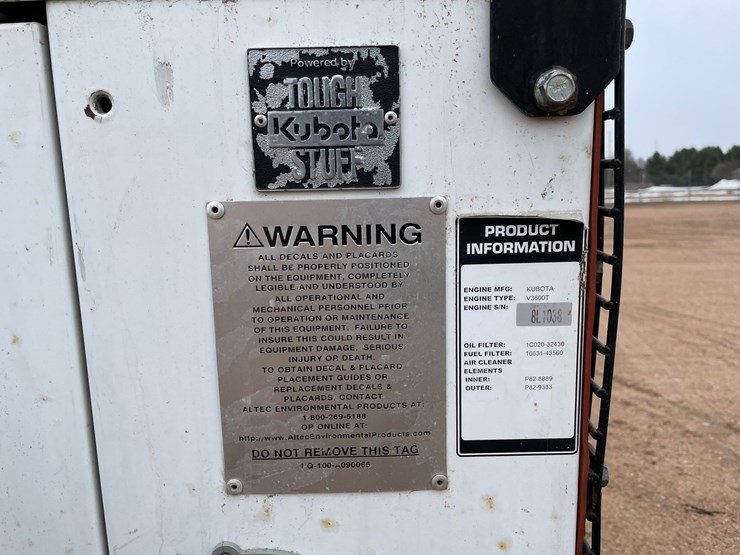 Powered by
TOUGH
Kubota
STUFF
WARNING
ALL DECALS AND PLACARDS
SHALL BE PROPERLY POSITIONED
ON THE EQUIPMENT, COMPLETELY
LEGIBLE AND UNDERSTOOD BY
ALL OPERATIONAL AND
MECHANICAL PERSONNEL PRIOR
TO OPERATION OR MAINTENANCE
OF THIS EQUIPMENT. FAILURE TO
INSURE THIS COULD RESULT IN
EQUIPMENT DAMAGE, SERIOUS
INJURY OR DEATH.
TO OBTAIN DECAL & PLACARD
PLACEMENT GUIDES OR
REPLACEMENT DECALS &
PLACARDS, CONTACT
ALTEC ENVIRONMENTAL PRODUCTS AT:
1-800-269-5188
OP ONLINE AT:
http://www.AltecEnvironmentalProducts.com
DO NOT REMOVE THIS TAG
PRODUCT
INFORMATION
ENGINE MFG: KUBOTA
ENGINE TYPE: V3600T
ENGINE S/N: 8L1038
OIL FILTER: 1C020-32430
FUEL FILTER: 16631-43560
AIR CLEANER
ELEMENTS
INNER: P82-8889
OUTER: P82-9333